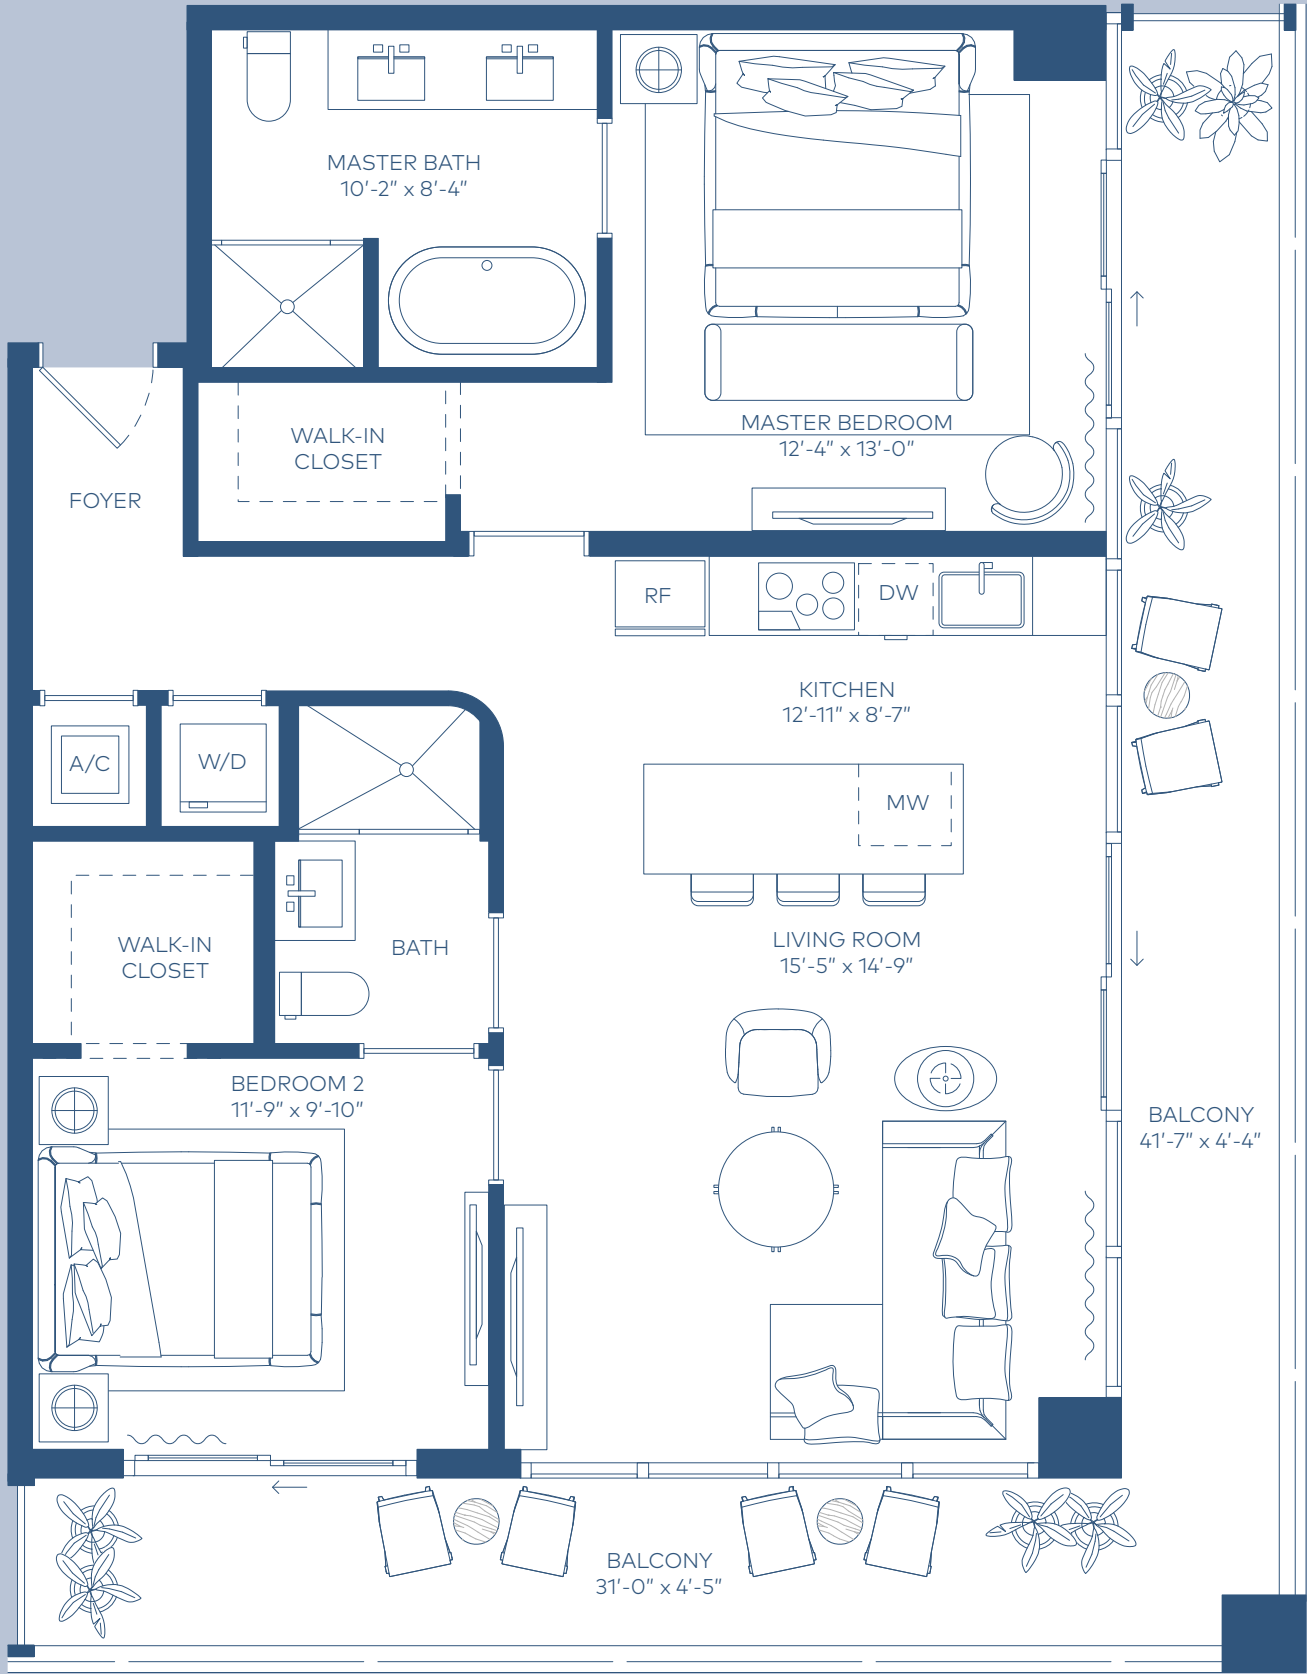 MASTER BATH
10'-2" x 8'-4"
WALK-IN
CLOSET
MASTER BEDROOM
12'-4" x 13'-0"
FOYER
RF
DW
KITCHEN
12'-11" x 8'-7"
A/C
W/D
MW
WALK-IN
CLOSET
BATH
LIVING ROOM
15'-5" x 14'-9"
BEDROOM 2
11'-9" x 9'-10"
BALCONY
41'-7" x 4'-4"
BALCONY
31'-0" x 4'-5"